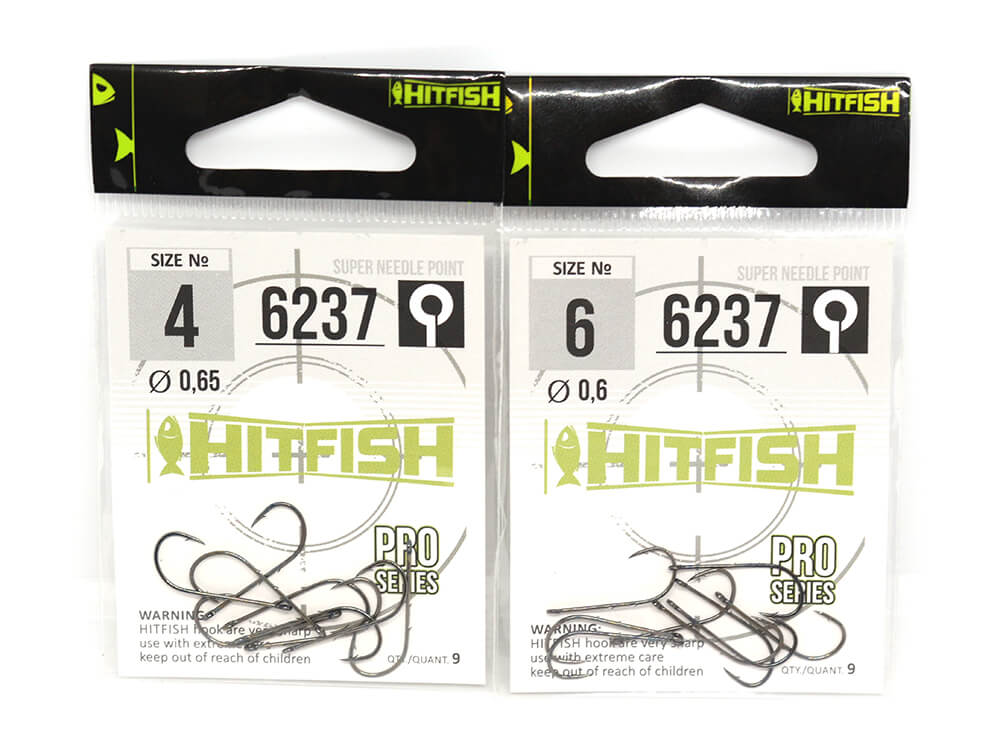 HITFISH
SIZE №
SUPER NEEDLE POINT
4
6237
Ø 0,65
HITFISH
PRO
SERIES
WARNING:
HITFISH hook are very sharp
use with extreme care
keep out of reach of children
QTY./QUANT. 9
HITFISH
SIZE №
SUPER NEEDLE POINT
6
6237
Ø 0,6
HITFISH
PRO
SERIES
WARNING:
HITFISH hook are very sharp
use with extreme care
keep out of reach of children
QTY./QUANT. 9